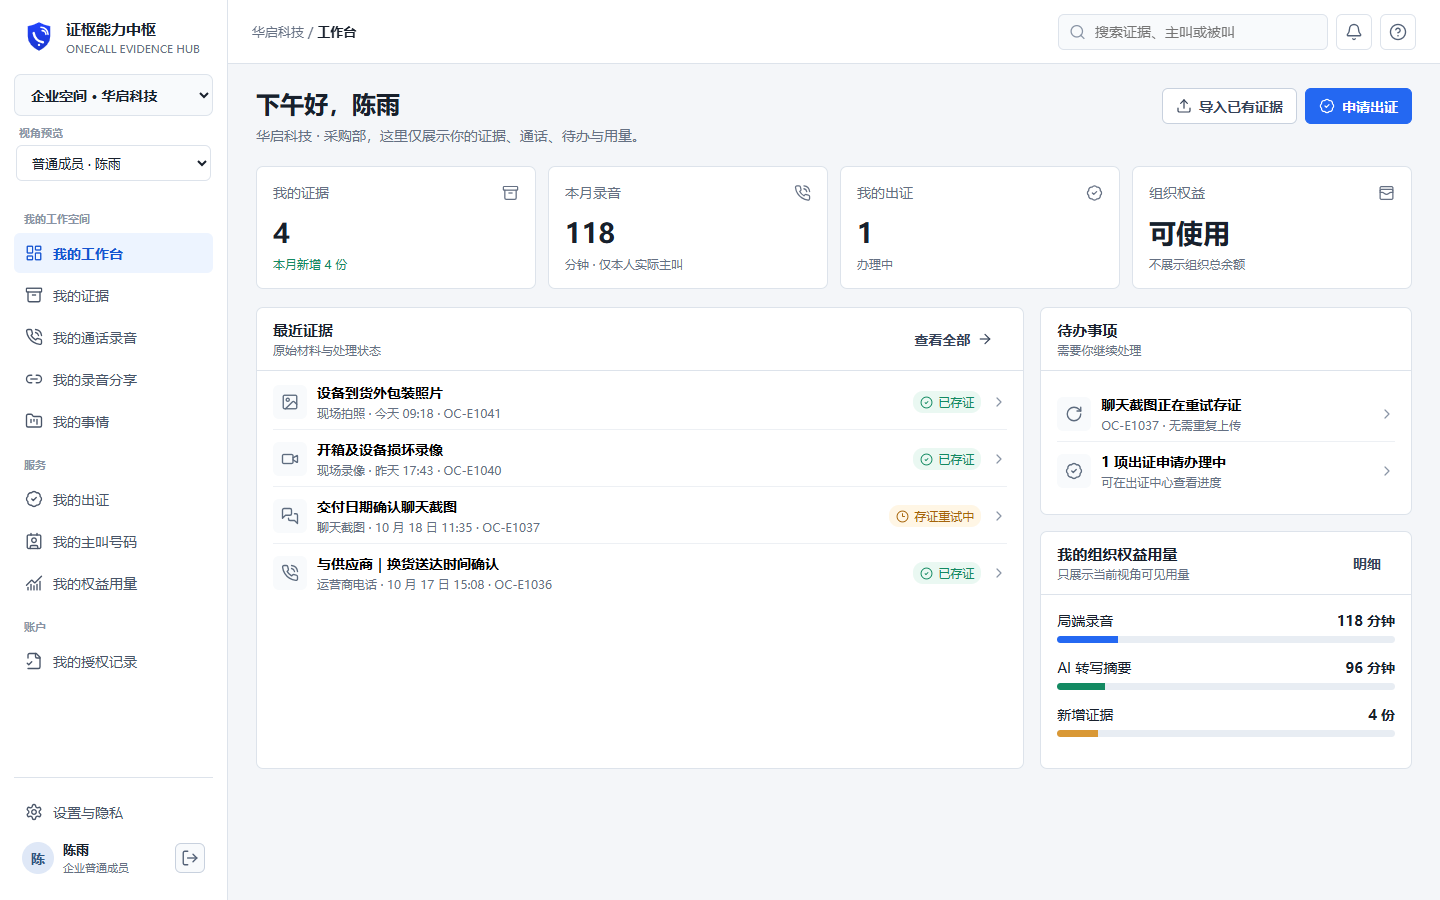 证枢能力中枢
ONECALL EVIDENCE HUB
企业空间 • 华启科技
视角预览
普通成员 · 陈雨
我的工作空间
我的工作台
我的证据
我的通话录音
我的录音分享
我的事情
服务
我的出证
我的主叫号码
我的权益用量
账户
我的授权记录
设置与隐私
陈
陈雨
企业普通成员
华启科技 / 工作台
搜索证据、主叫或被叫
下午好，陈雨
华启科技 · 采购部，这里仅展示你的证据、通话、待办与用量。
导入已有证据
申请出证
我的证据
4
本月新增 4 份
本月录音
118
分钟 · 仅本人实际主叫
我的出证
1
办理中
组织权益
可使用
不展示组织总余额
最近证据
原始材料与处理状态
查看全部
设备到货外包装照片
现场拍照 · 今天 09:18 · OC-E1041
已存证
开箱及设备损坏录像
现场录像 · 昨天 17:43 · OC-E1040
已存证
交付日期确认聊天截图
聊天截图 · 10 月 18 日 11:35 · OC-E1037
存证重试中
与供应商｜换货送达时间确认
运营商电话 · 10 月 17 日 15:08 · OC-E1036
已存证
待办事项
需要你继续处理
聊天截图正在重试存证
OC-E1037 · 无需重复上传
1 项出证申请办理中
可在出证中心查看进度
我的组织权益用量
只展示当前视角可见用量
明细
局端录音
118 分钟
AI 转写摘要
96 分钟
新增证据
4 份